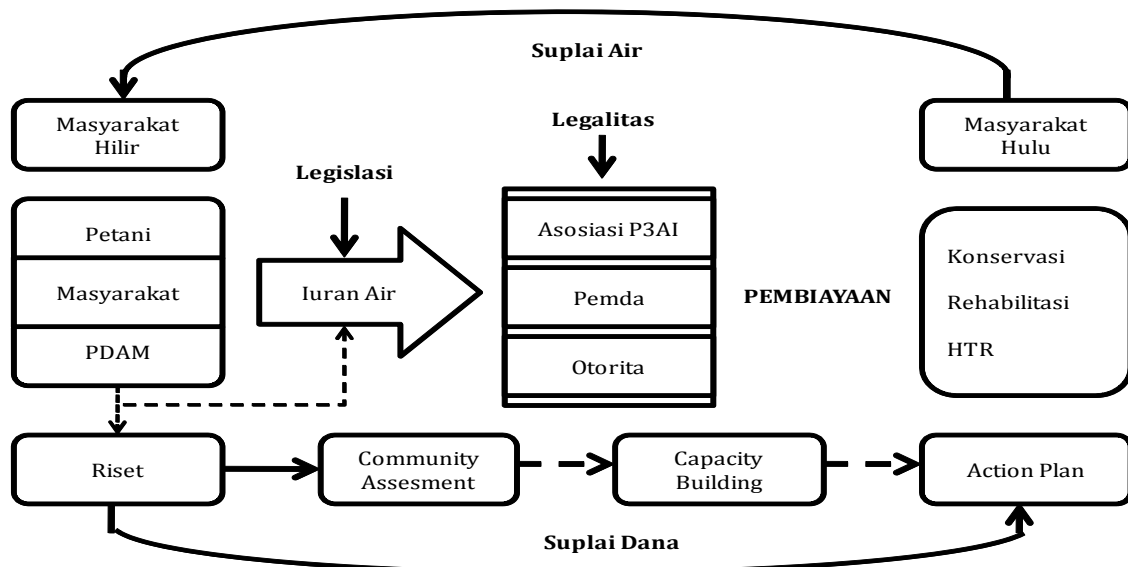 Suplai Air
Masyarakat
Hilir
Legalitas
Masyarakat
Hulu
Legislasi
Petani
Masyarakat
PDAM
Iuran Air
Asosiasi P3AI
Pemda
Otorita
PEMBIAYAAN
Konservasi
Rehabilitasi
HTR
Riset
Community
Assesment
Capacity
Building
Action Plan
Suplai Dana